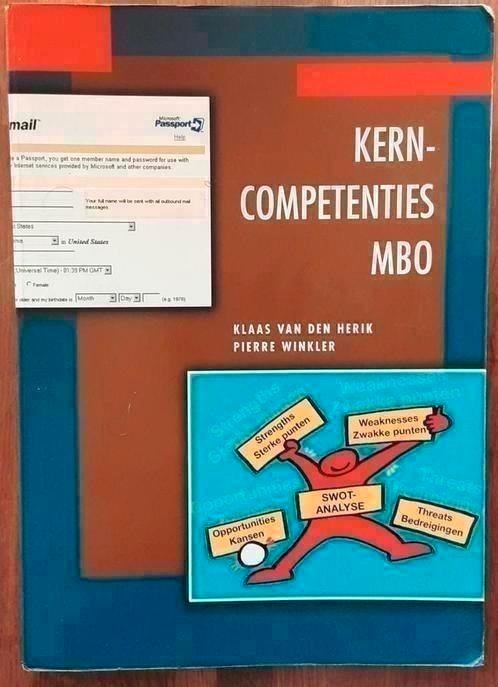 mail
Microsoft
Passport
Help
e a Passport, you get one member name and password for use with
Internet services provided by Microsoft and other companies.
Your full name will be sent with all outbound mail
messages.
States
in United States
Universal Time) - 01:39 PM GMT
Female
older and my birthdate is Month Day (e.g. 1978)
KERN-
COMPETENTIES
MBO
KLAAS VAN DEN HERIK
PIERRE WINKLER
Strengths
Sterke punten
Weaknesses
Zwakke punten
SWOT-
ANALYSE
Opportunities
Kansen
Threats
Bedreigingen